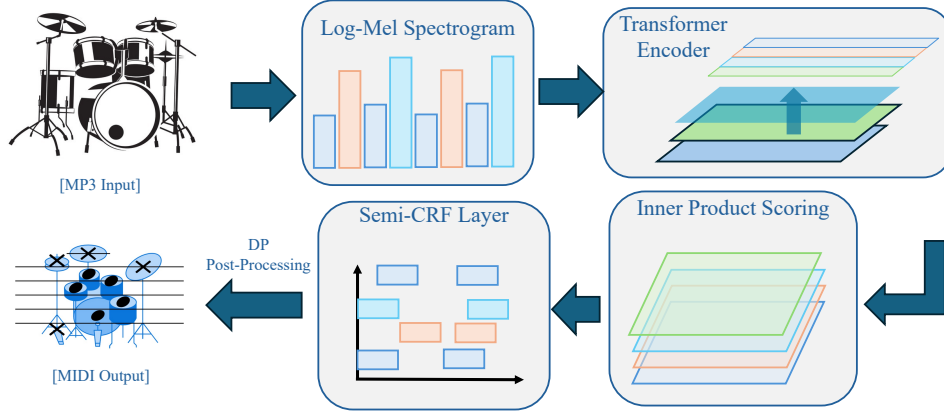 Log-Mel Spectrogram
Transformer
Encoder
[MP3 Input]
Inner Product Scoring
Semi-CRF Layer
DP
Post-Processing
[MIDI Output]